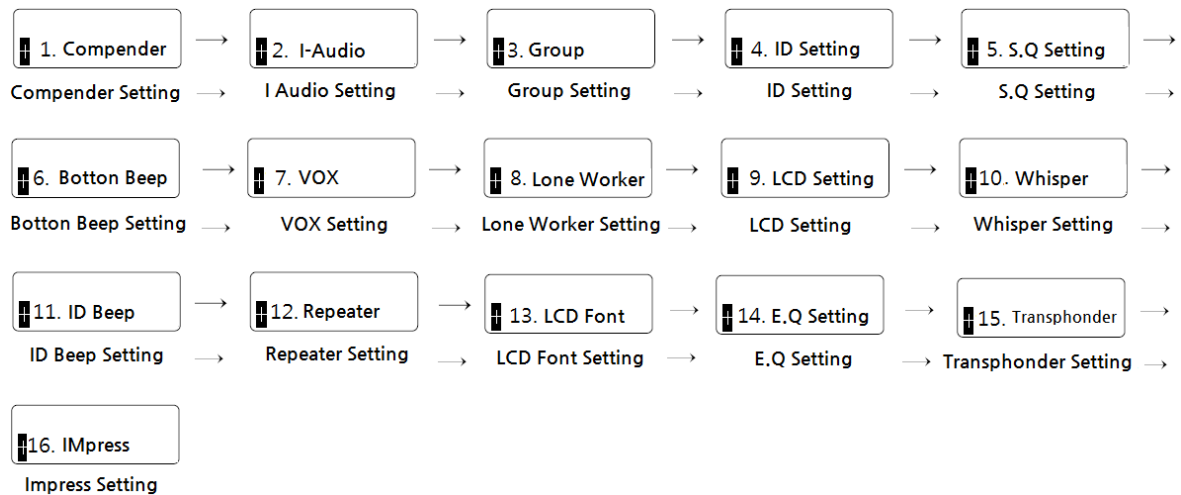 1. Compender
2. I-Audio
3. Group
4. ID Setting
5. S.Q Setting
Compender Setting
I Audio Setting
Group Setting
ID Setting
S.Q Setting
6. Botton Beep
7. VOX
8. Lone Worker
9. LCD Setting
10. Whisper
Botton Beep Setting
VOX Setting
Lone Worker Setting
LCD Setting
Whisper Setting
11. ID Beep
12. Repeater
13. LCD Font
14. E.Q Setting
15. Transphonder
ID Beep Setting
Repeater Setting
LCD Font Setting
E.Q Setting
Transphonder Setting
16. IMpress
Impress Setting